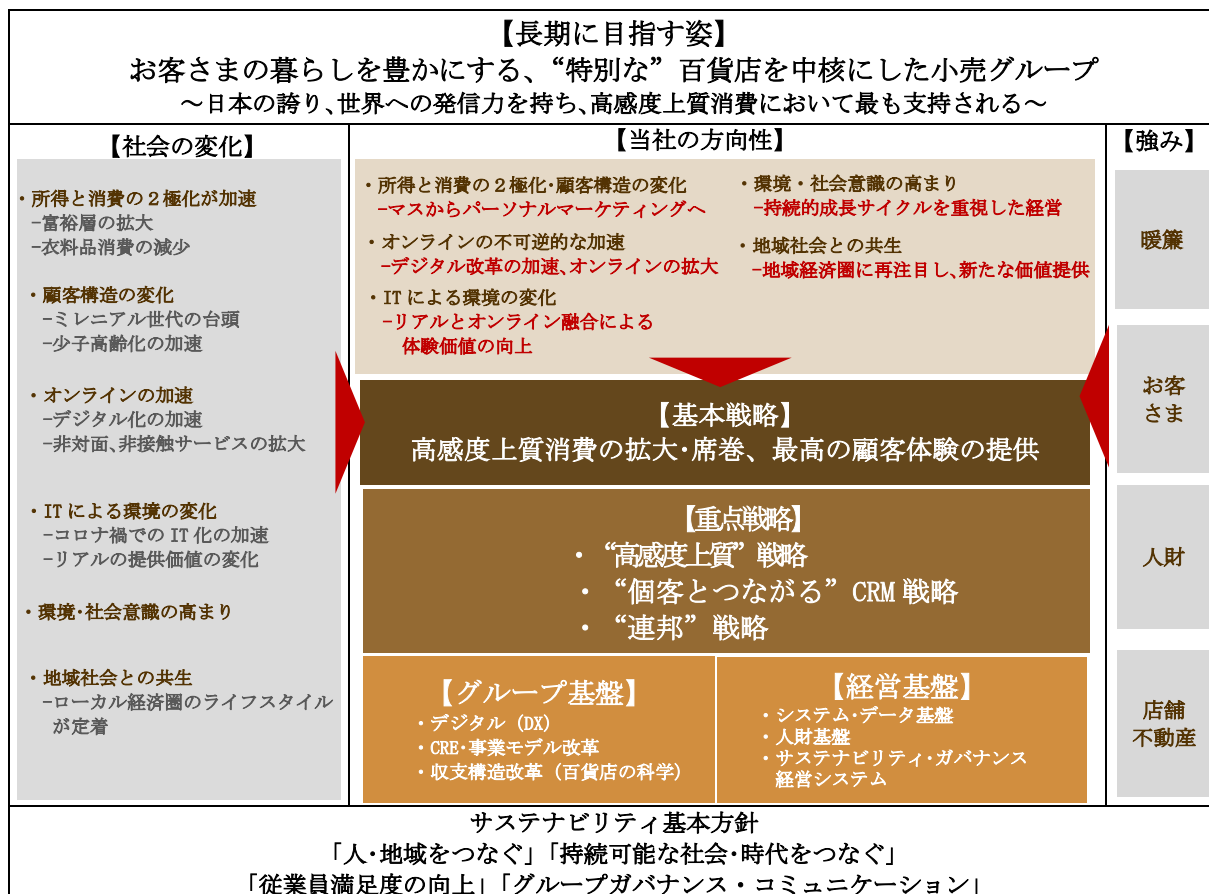 【長期に目指す姿】
お客さまの暮らしを豊かにする、“特別な”百貨店を中核にした小売グループ
～日本の誇り、世界への発信力を持ち、高感度上質消費において最も支持される～
【社会の変化】
・所得と消費の２極化が加速
－富裕層の拡大
－衣料品消費の減少
・顧客構造の変化
－ミレニアル世代の台頭
－少子高齢化の加速
・オンラインの加速
－デジタル化の加速
－非対面、非接触サービスの拡大
・IT による環境の変化
－コロナ禍での IT 化の加速
－リアルの提供価値の変化
・環境・社会意識の高まり
・地域社会との共生
－ローカル経済圏のライフスタイル
が定着
【当社の方向性】
・所得と消費の２極化・顧客構造の変化
－マスからパーソナルマーケティングへ
・オンラインの不可逆的な加速
－デジタル改革の加速、オンラインの拡大
・IT による環境の変化
－リアルとオンライン融合による
体験価値の向上
・環境・社会意識の高まり
－持続的成長サイクルを重視した経営
・地域社会との共生
－地域経済圏に再注目し、新たな価値提供
【基本戦略】
高感度上質消費の拡大・席巻、最高の顧客体験の提供
【重点戦略】
・“高感度上質”戦略
・“個客とつながる”CRM 戦略
・“連邦”戦略
【グループ基盤】
・デジタル（DX）
・CRE・事業モデル改革
・収支構造改革（百貨店の科学）
【経営基盤】
・システム・データ基盤
・人財基盤
・サステナビリティ・ガバナンス
経営システム
【強み】
暖簾
お客
さま
人財
店舗
不動産
サステナビリティ基本方針
「人・地域をつなぐ」「持続可能な社会・時代をつなぐ」
「従業員満足度の向上」「グループガバナンス・コミュニケーション」